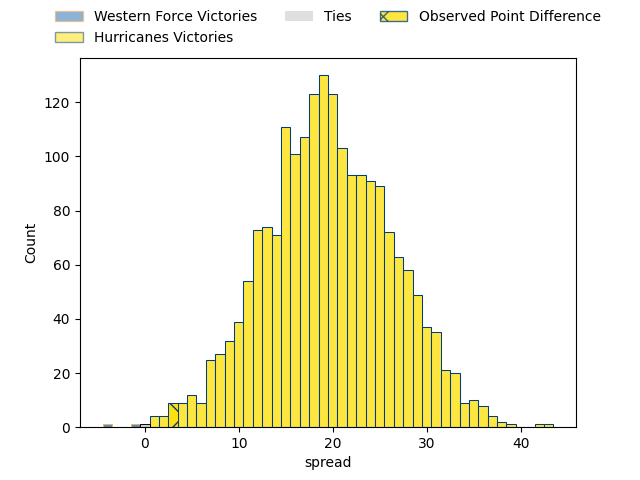 Western Force Victories
Ties
Observed Point Difference
Hurricanes Victories
120
100
80
60
40
20
0
Count
0
10
20
30
40
spread